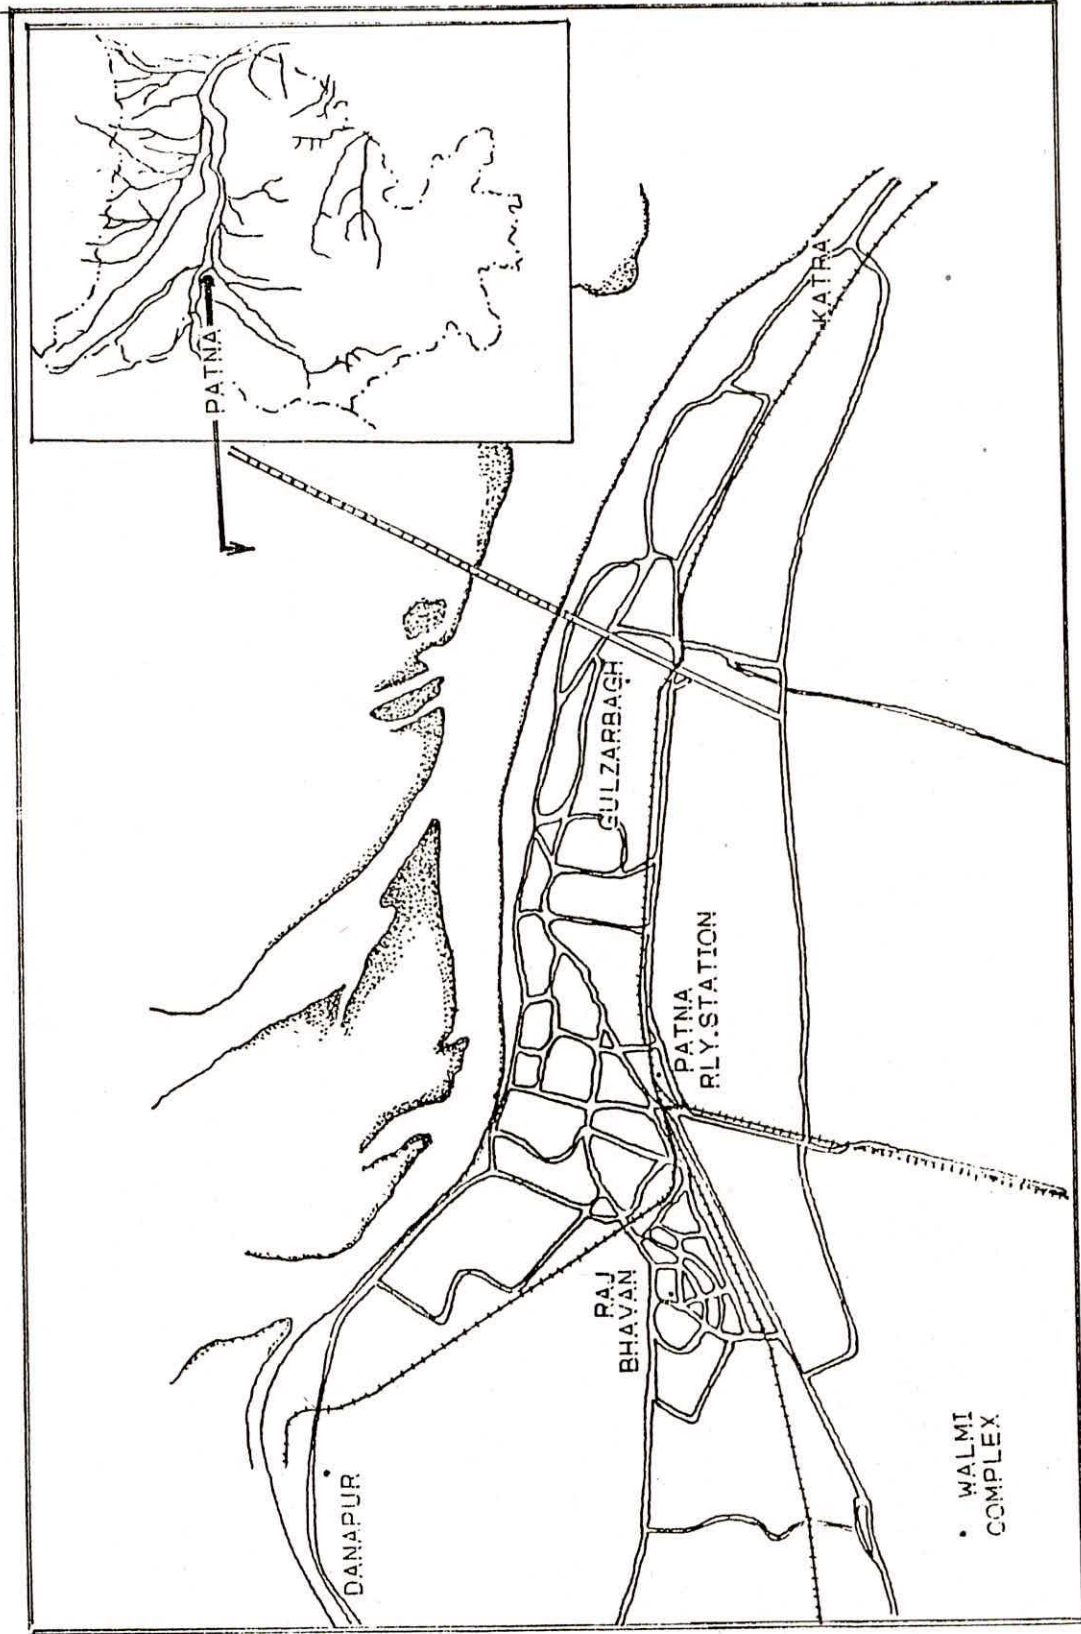 PATNA
KATRA
GULZARBAGH
PATNA
RLY.STATION
RAJ
BHAVAN
DANAPUR
WALMI
COMPLEX